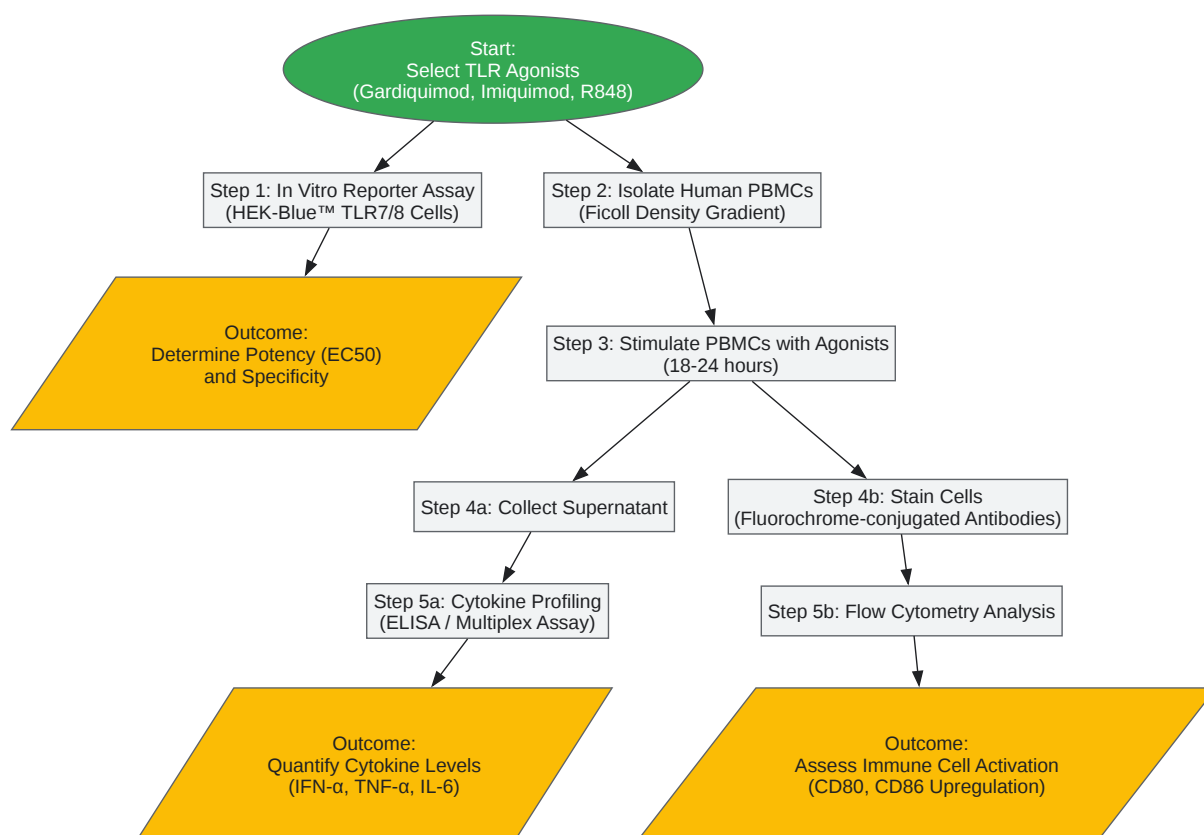 Start:
Select TLR Agonists
(Gardiquimod, Imiquimod, R848)
Step 1: In Vitro Reporter Assay
(HEK-Blue™ TLR7/8 Cells)
Step 2: Isolate Human PBMCs
(Ficoll Density Gradient)
Outcome:
Determine Potency (EC50)
and Specificity
Step 3: Stimulate PBMCs with Agonists
(18-24 hours)
Step 4a: Collect Supernatant
Step 4b: Stain Cells
(Fluorochrome-conjugated Antibodies)
Step 5a: Cytokine Profiling
(ELISA / Multiplex Assay)
Step 5b: Flow Cytometry Analysis
Outcome:
Quantify Cytokine Levels
(IFN-α, TNF-α, IL-6)
Outcome:
Assess Immune Cell Activation
(CD80, CD86 Upregulation)